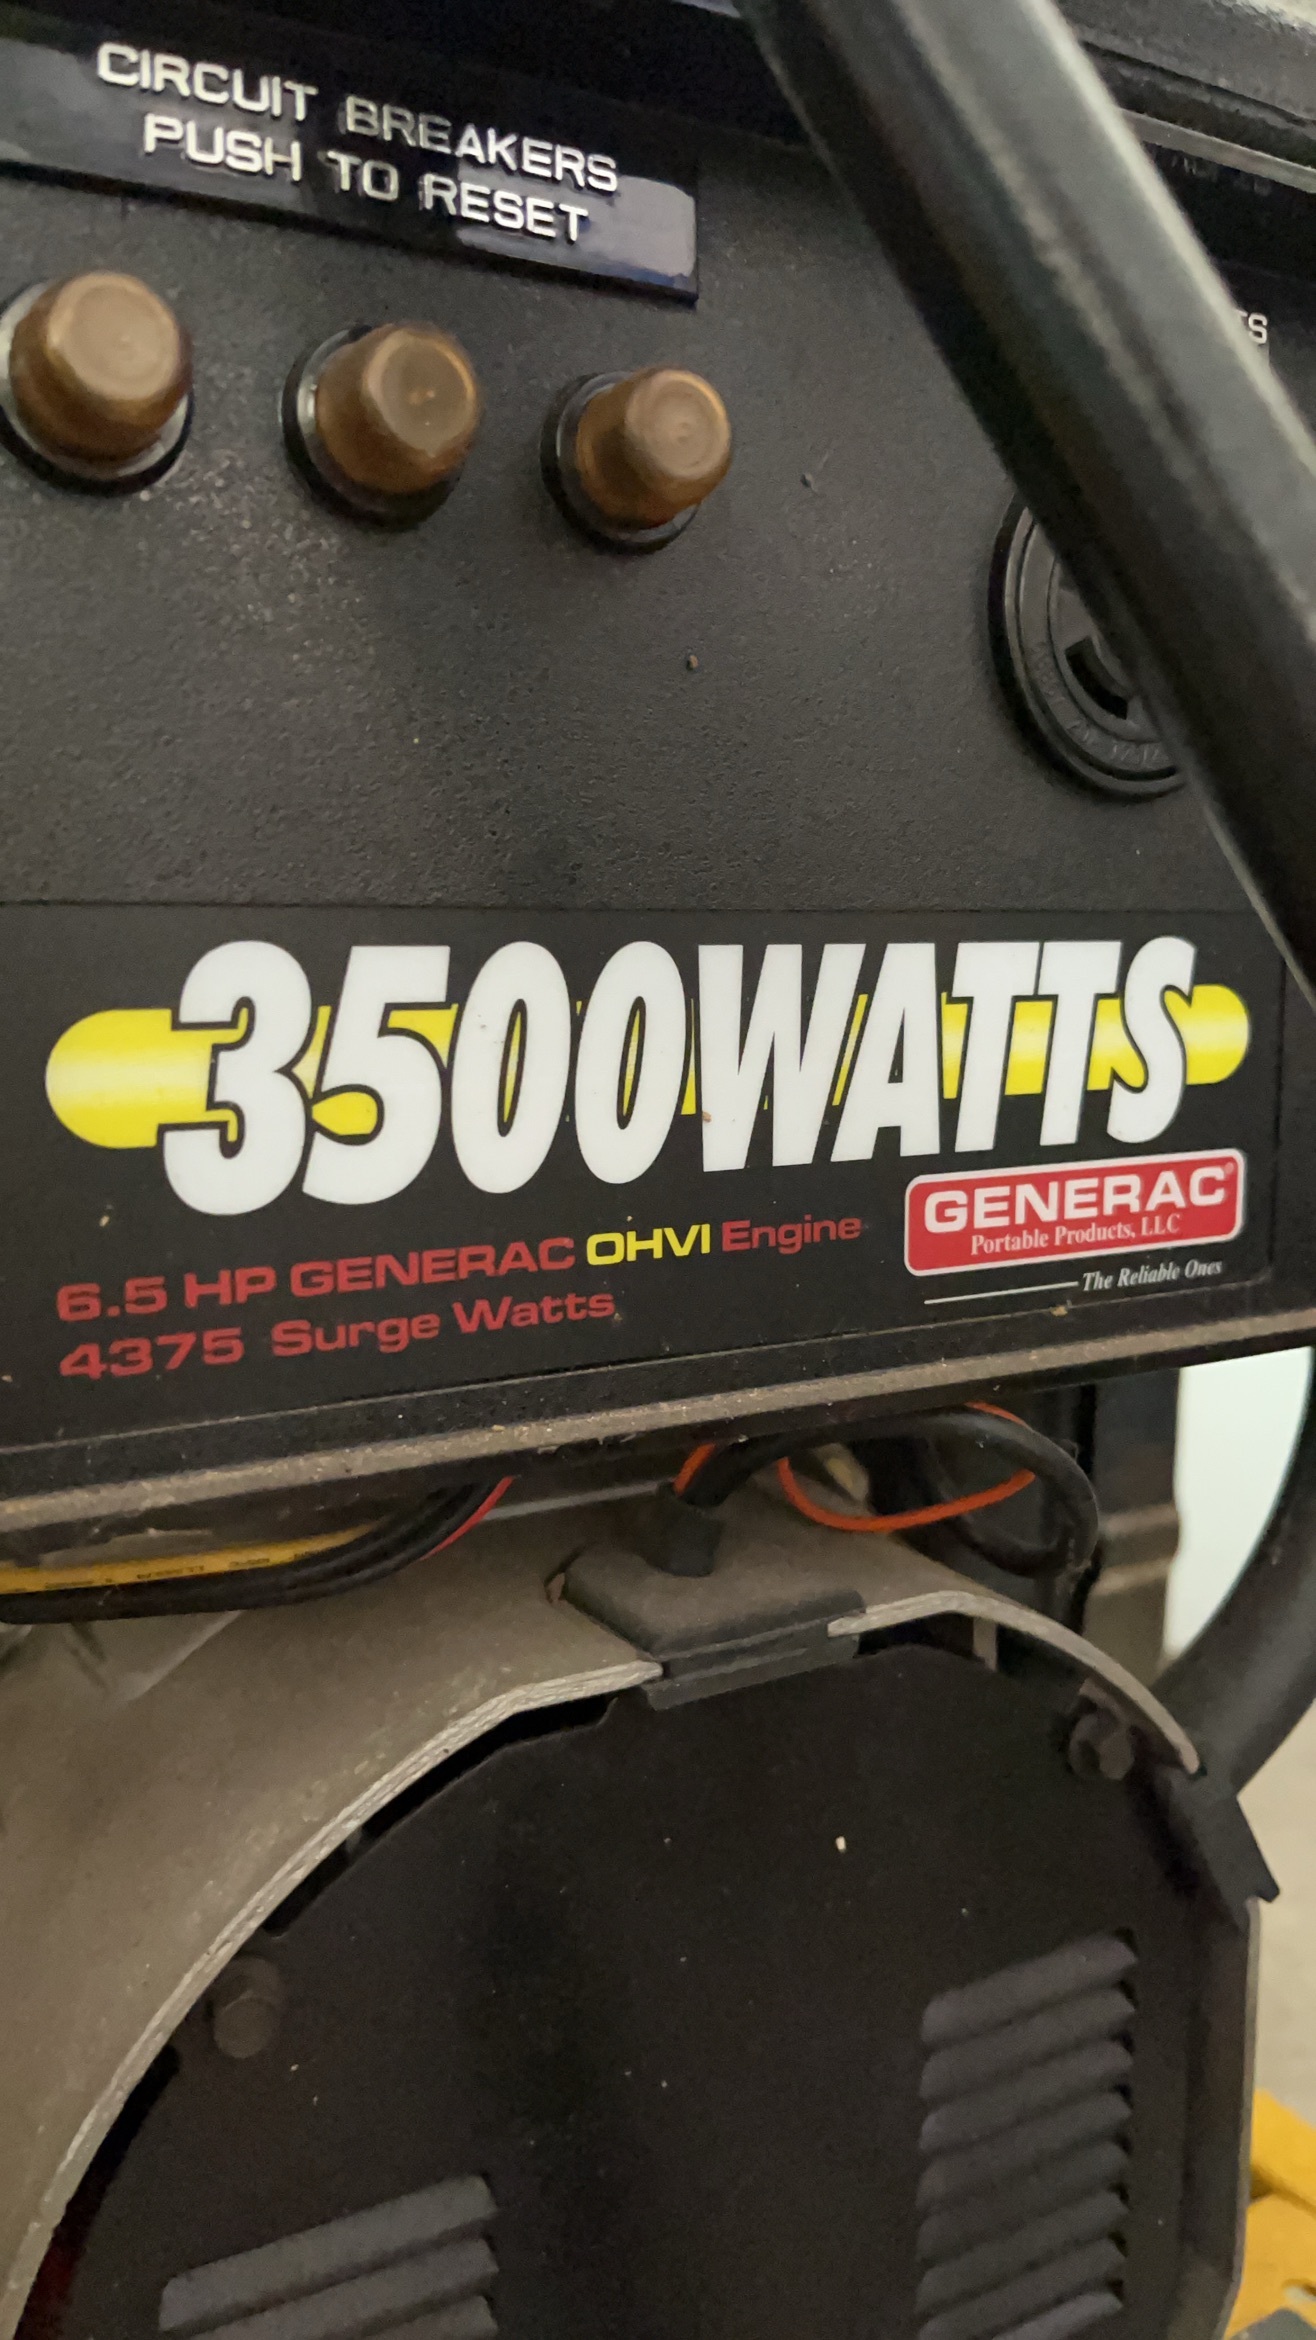 CIRCUIT BREAKERS
PUSH TO RESET
3500WATTS
6.5 HP GENERAC OHVI Engine
4375 Surge Watts
GENERAC®
Portable Products, LLC
The Reliable Ones